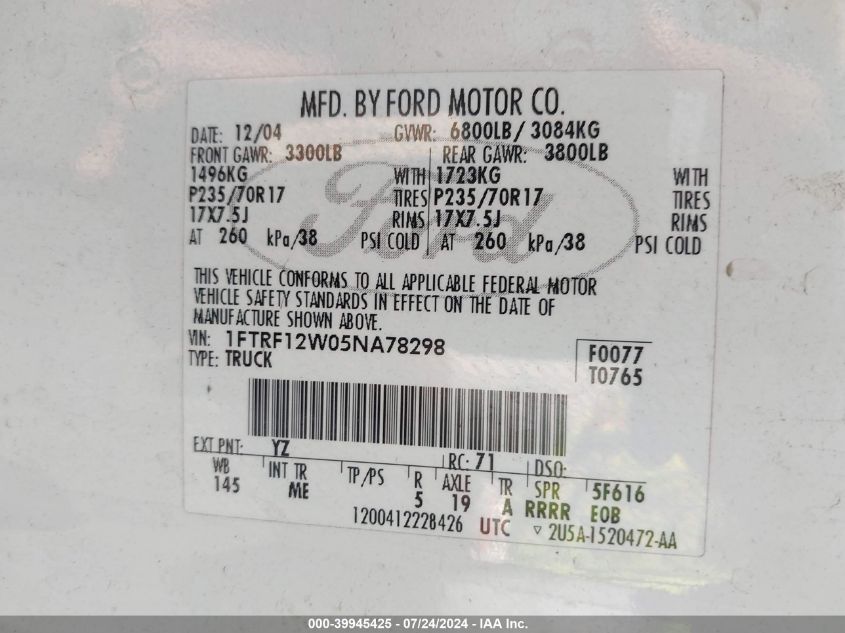 MFD. BY FORD MOTOR CO.
DATE: 12/04 GVWR: 6800LB/ 3084KG
FRONT GAWR: 3300LB REAR GAWR: 3800LB
1496KG WITH 1723KG WITH
P235/70R17 TIRES P235/70R17 TIRES
17X7.5J RIMS 17X7.5J RIMS
AT 260 kPa/38 PSI COLD AT 260 kPa/38 PSI COLD
Ford
THIS VEHICLE CONFORMS TO ALL APPLICABLE FEDERAL MOTOR
VEHICLE SAFETY STANDARDS IN EFFECT ON THE DATE OF
MANUFACTURE SHOWN ABOVE.
VIN: 1FTRF12W05NA78298
TYPE: TRUCK
F0077
T0765
EXT PNT: YZ RC: 71 DSO:
WB INT TR TP/PS R AXLE TR SPR 5F616
145 ME 5 19 A RRRR EOB
1200412228426 UTC ▽ 2U5A-1520472-AA
000-39945425 - 07/24/2024 - IAA Inc.